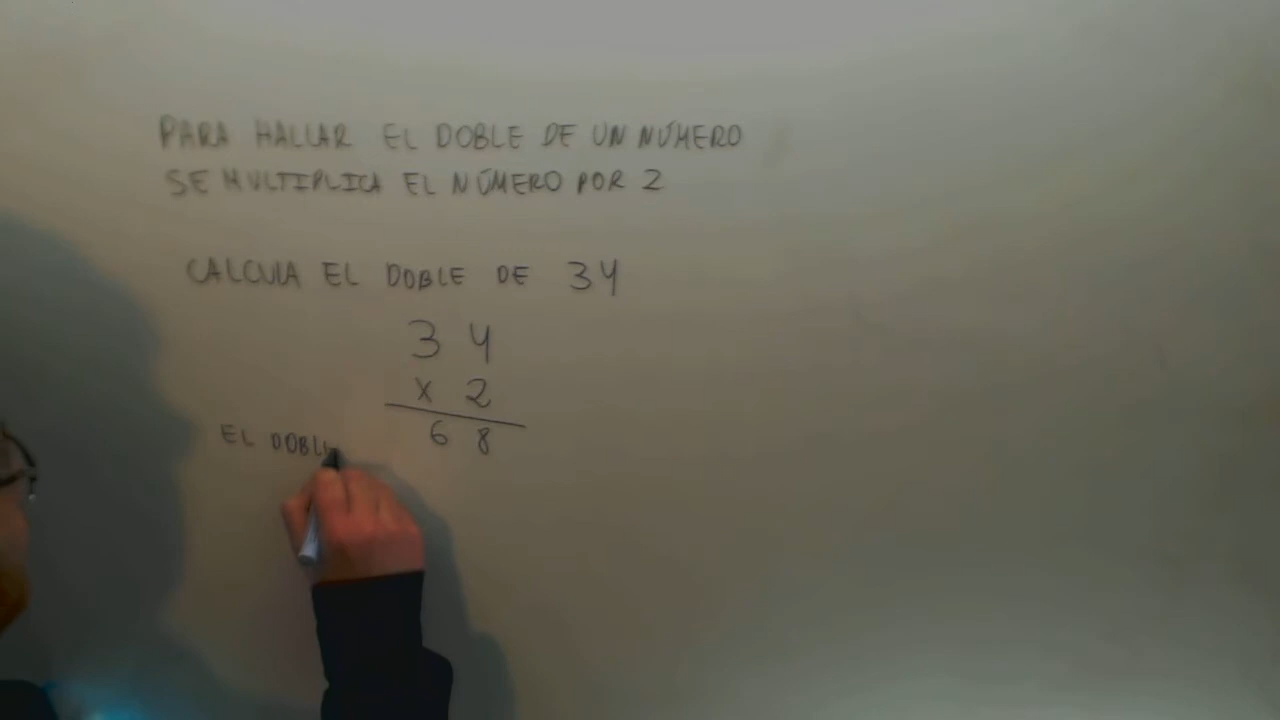 PARA HALLAR EL DOBLE DE UN NÚMERO
SE MULTIPLICA EL NÚMERO POR 2
CALCULA EL DOBLE DE 34
3 4
x 2
6 8
EL DOBLE